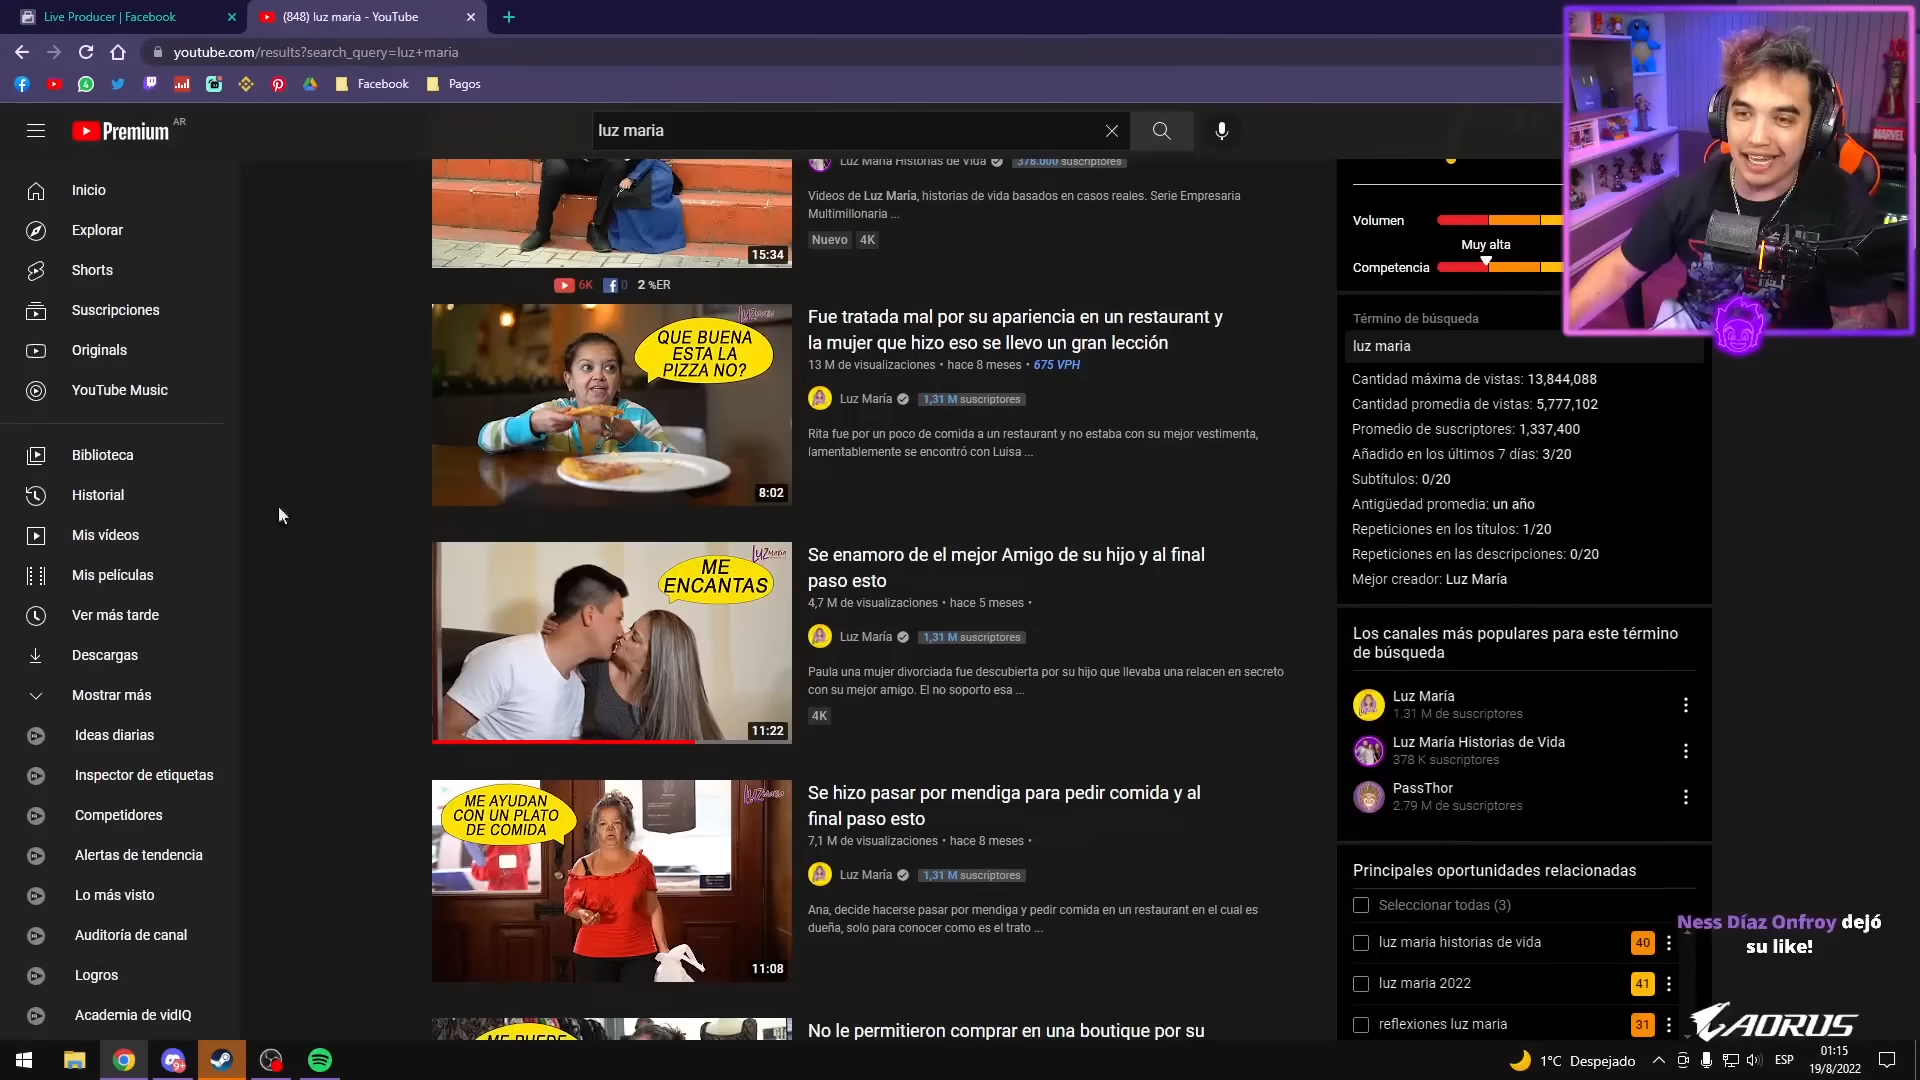 Live Producer | Facebook
(848) luz maria - YouTube
youtube.com/results?search_query=luz+maria
Facebook
Pagos
Premium AR
luz maria
Inicio
Explorar
Shorts
Suscripciones
Originals
YouTube Music
Biblioteca
Historial
Mis vídeos
Mis películas
Ver más tarde
Descargas
Mostrar más
Ideas diarias
Inspector de etiquetas
Competidores
Alertas de tendencia
Lo más visto
Auditoría de canal
Logros
Academia de vidIQ
15:34
Luz María Historias de Vida 378.000 suscriptores
Videos de Luz María, historias de vida basados en casos reales. Serie Empresaria
Multimillonaria ...
Nuevo 4K
6K 0 2 %ER
QUE BUENA
ESTA LA
PIZZA NO?
8:02
Fue tratada mal por su apariencia en un restaurant y
la mujer que hizo eso se llevo un gran lección
13 M de visualizaciones • hace 8 meses • 675 VPH
Luz María 1,31 M suscriptores
Rita fue por un poco de comida a un restaurant y no estaba con su mejor vestimenta,
lamentablemente se encontró con Luisa ...
Luz maria
ME
ENCANTAS
11:22
Se enamoro de el mejor Amigo de su hijo y al final
paso esto
4,7 M de visualizaciones • hace 5 meses •
Luz María 1,31 M suscriptores
Paula una mujer divorciada fue descubierta por su hijo que llevaba una relacen en secreto
con su mejor amigo. El no soporto esa ...
4K
ME AYUDAN
CON UN PLATO
DE COMIDA
11:08
Se hizo pasar por mendiga para pedir comida y al
final paso esto
7,1 M de visualizaciones • hace 8 meses •
Luz María 1,31 M suscriptores
Ana, decide hacerse pasar por mendiga y pedir comida en un restaurant en el cual es
dueña, solo para conocer como es el trato ...
ME PUEDE
No le permitieron comprar en una boutique por su
Volumen
Muy alta
Competencia
Término de búsqueda
luz maria
Cantidad máxima de vistas: 13,844,088
Cantidad promedia de vistas: 5,777,102
Promedio de suscriptores: 1,337,400
Añadido en los últimos 7 días: 3/20
Subtítulos: 0/20
Antigüedad promedia: un año
Repeticiones en los títulos: 1/20
Repeticiones en las descripciones: 0/20
Mejor creador: Luz María
Los canales más populares para este término
de búsqueda
Luz María
1.31 M de suscriptores
Luz María Historias de Vida
378 K suscriptores
PassThor
2.79 M de suscriptores
Principales oportunidades relacionadas
Seleccionar todas (3)
luz maria historias de vida 40
luz maria 2022 41
reflexiones luz maria 31
MARVEL
Ness Díaz Onfroy dejó
su like!
AORUS
9+
1°C Despejado
ESP
01:15
19/8/2022